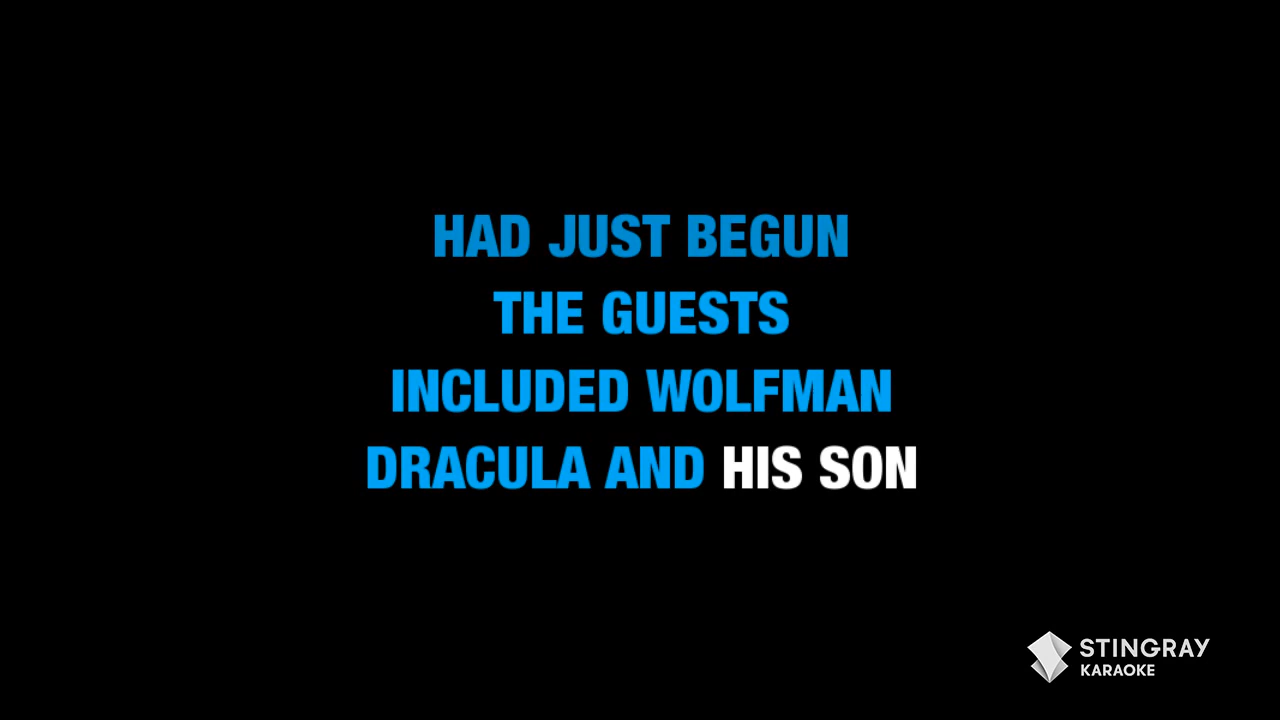 HAD JUST BEGUN
THE GUESTS
INCLUDED WOLFMAN
DRACULA AND HIS SON
STINGRAY
KARAOKE